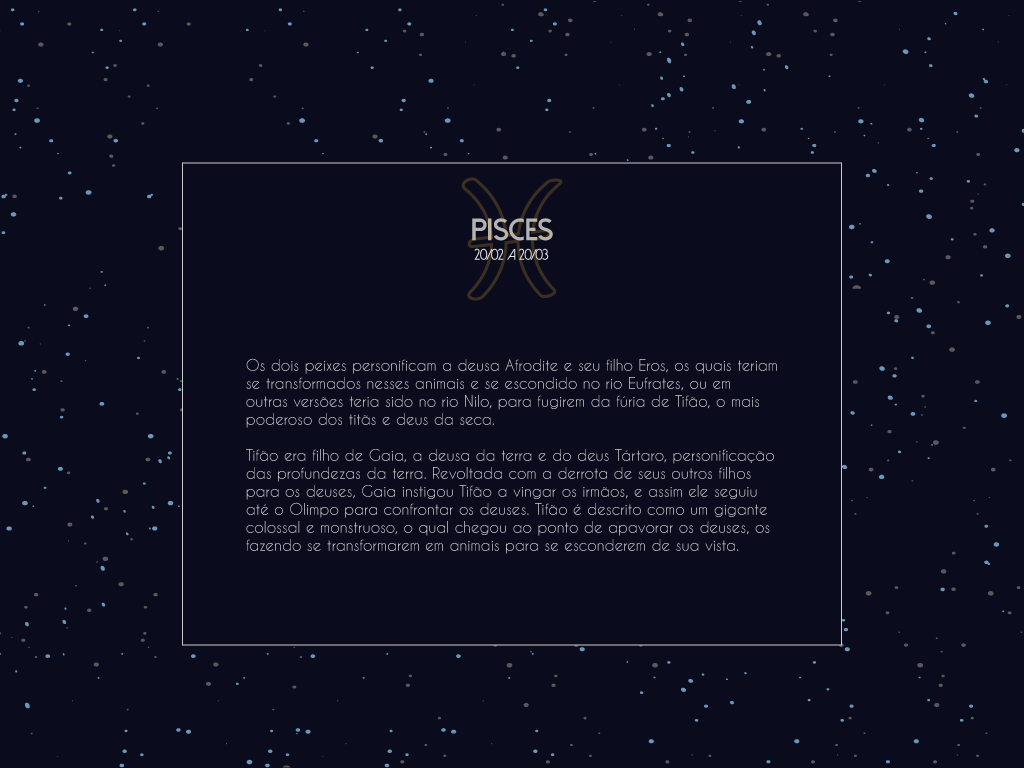 PISCES
20/02 A 20/03
Os dois peixes personificam a deusa Afrodite e seu filho Eros, os quais teriam
se transformados nesses animais e se escondido no rio Eufrates, ou em
outras versões teria sido no rio Nilo, para fugirem da fúria de Tifão, o mais
poderoso dos titãs e deus da seca.
Tifão era filho de Gaia, a deusa da terra e do deus Tártaro, personificação
das profundezas da terra. Revoltada com a derrota de seus outros filhos
para os deuses, Gaia instigou Tifão a vingar os irmãos, e assim ele seguiu
até o Olimpo para confrontar os deuses. Tifão é descrito como um gigante
colossal e monstruoso, o qual chegou ao ponto de apavorar os deuses, os
fazendo se transformarem em animais para se esconderem de sua vista.